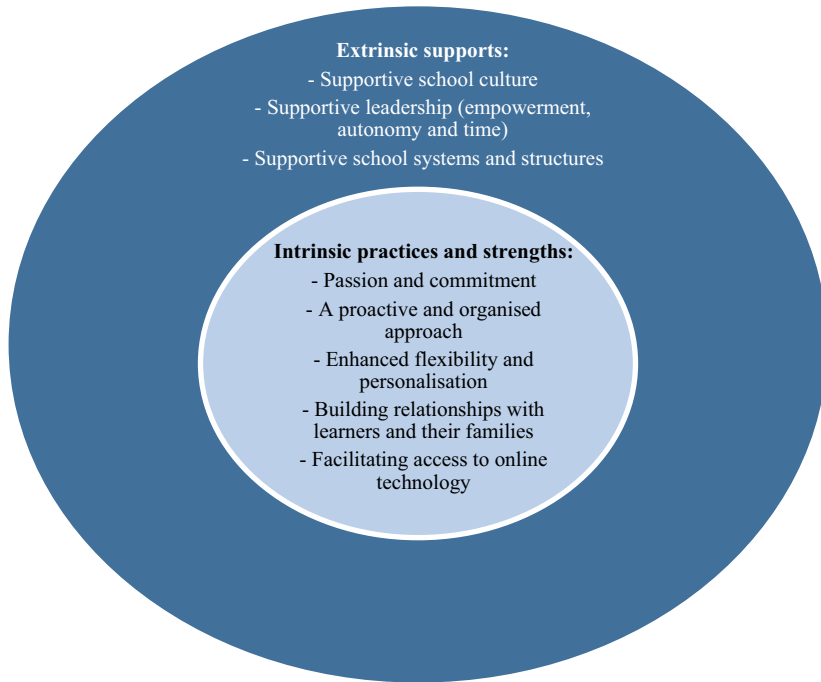 Extrinsic supports:
- Supportive school culture
- Supportive leadership (empowerment,
autonomy and time)
- Supportive school systems and structures
Intrinsic practices and strengths:
- Passion and commitment
- A proactive and organised
approach
- Enhanced flexibility and
personalisation
- Building relationships with
learners and their families
- Facilitating access to online
technology